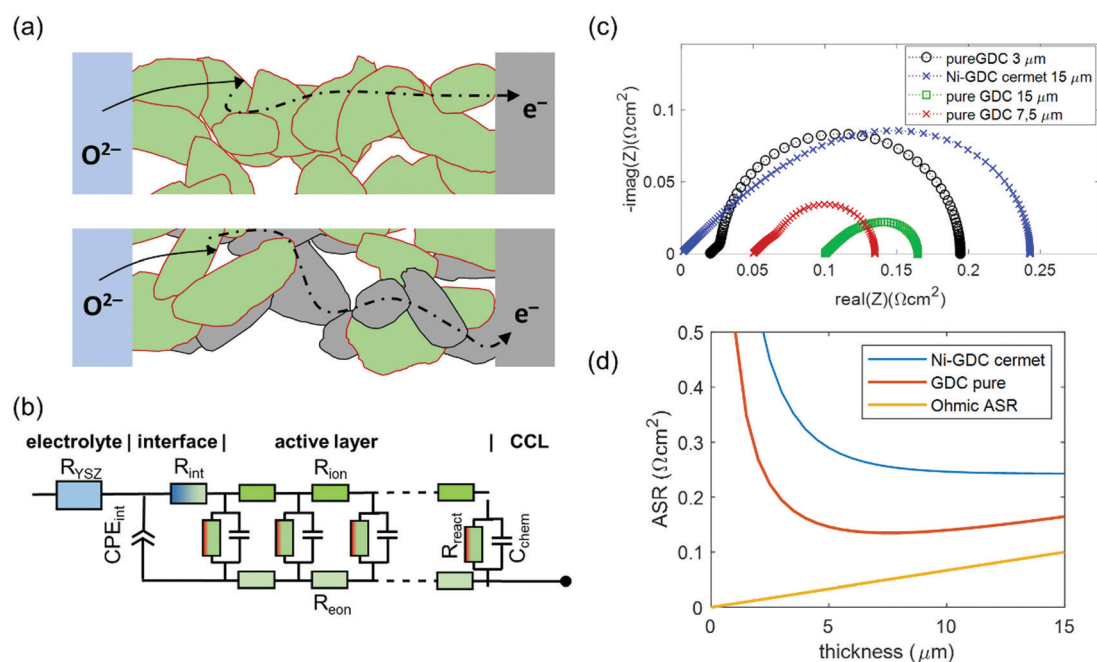 (a)
O2−
e−
O2−
e−
(b)
electrolyte | interface | active layer | CCL
RYSZ
Rint
Rion
CPEint
Rreact
Cchem
Reon
(c)
pureGDC 3 μm
Ni-GDC cermet 15 μm
pure GDC 15 μm
pure GDC 7,5 μm
-imag(Z)(Ωcm2)
0.1
0.05
0
0
0.05
0.1
0.15
0.2
0.25
real(Z)(Ωcm2)
(d)
Ni-GDC cermet
GDC pure
Ohmic ASR
ASR (Ωcm2)
0.5
0.4
0.3
0.2
0.1
0
0
5
10
15
thickness (μm)